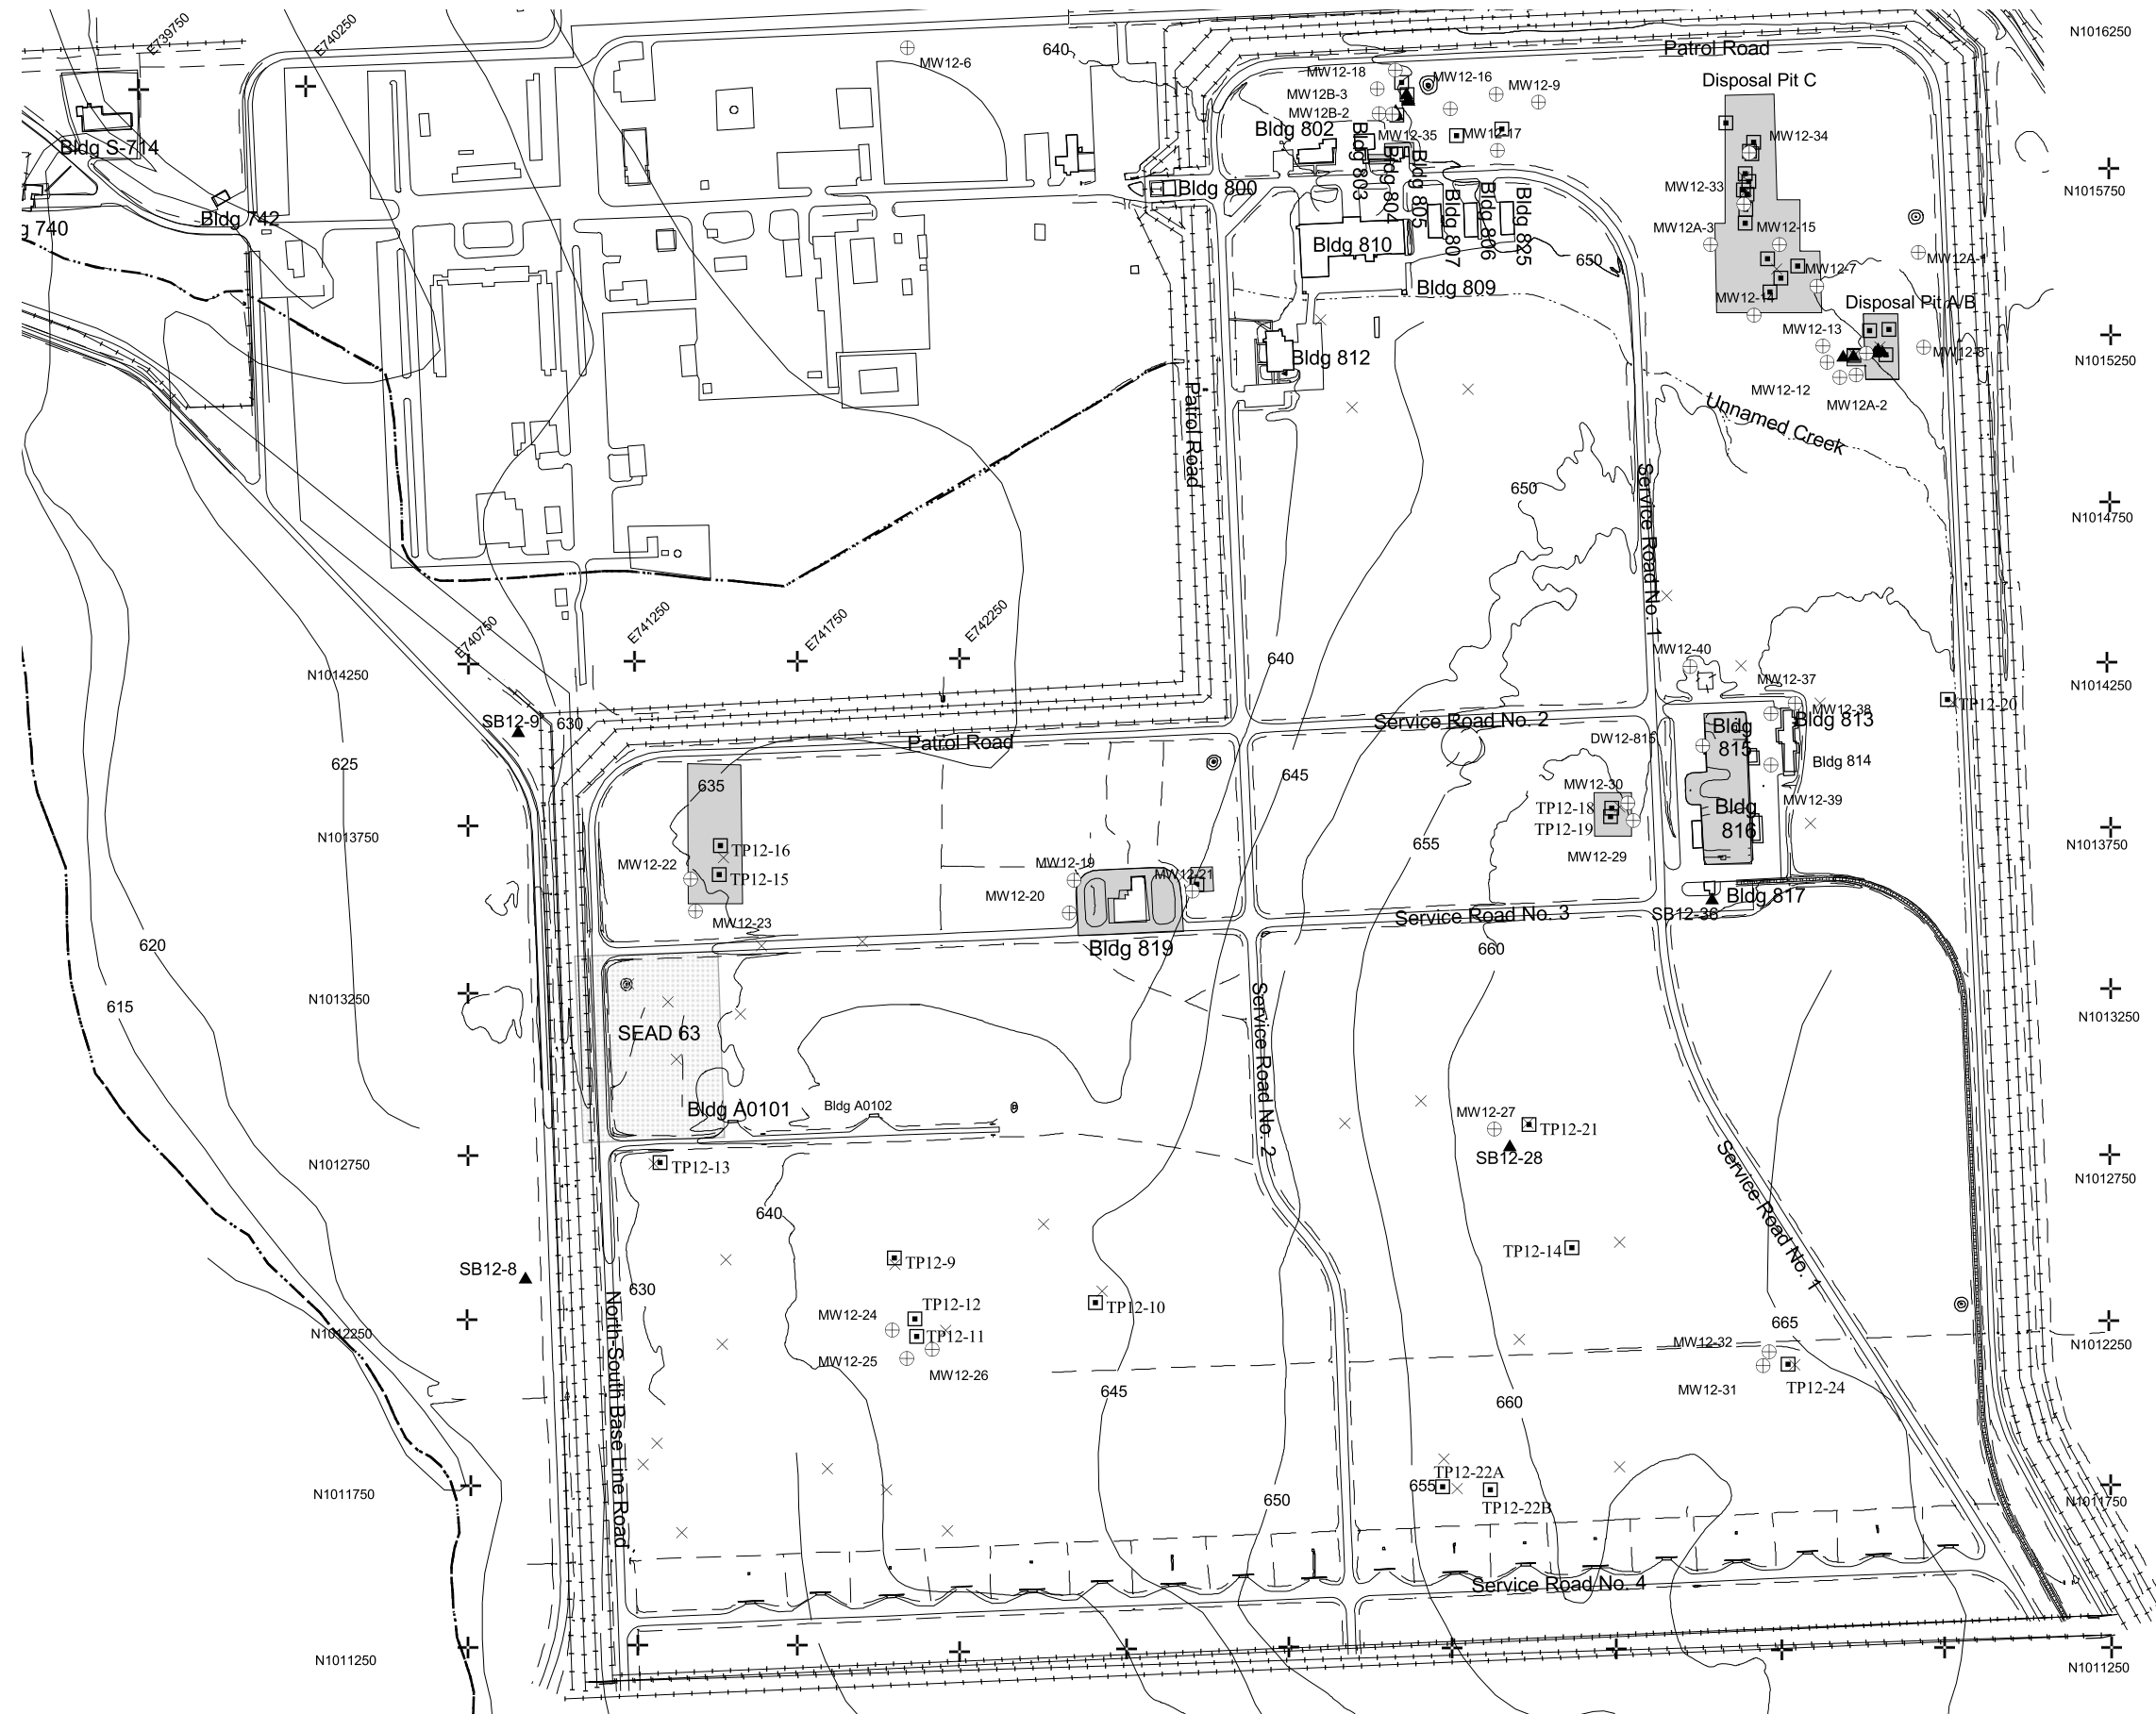 E739750
E740250
MW12-6
640
Patrol Road
N1016250
MW12-18
MW12-16
MW12-9
Disposal Pit C
MW12B-3
MW12B-2
Bldg 802
MW12-35
MW12-17
MW12-34
Bldg S-714
Bldg 803
Bldg 804
Bldg 805
Bldg 800
MW12-33
N1015750
Bldg 742
g 740
Bldg 807
Bldg 806
Bldg 825
MW12A-3
MW12-15
Bldg 810
650
MW12A-1
MW12-7
Bldg 809
MW12-14
Disposal Pit A/B
MW12-13
Bldg 812
MW12-8
N1015250
MW12-12
MW12A-2
Patrol Road
Unnamed Creek
650
Service Road No. 1
N1014750
E740750
E741250
E741750
E742250
N1014250
640
MW12-40
MW12-37
N1014250
SB12-9
630
Service Road No. 2
MW12-38
TP12-20
Bldg 813
Patrol Road
DW12-815
Bldg
815
625
645
Bldg 814
635
MW12-30
MW12-39
TP12-18
Bldg
816
TP12-19
N1013750
655
N1013750
TP12-16
MW12-22
MW12-19
MW12-29
TP12-15
MW12-21
MW12-20
Bldg 817
MW12-23
Service Road No. 3
SB12-36
620
Bldg 819
660
N1013250
615
Service Road No. 2
N1013250
SEAD 63
Bldg A0101
Bldg A0102
MW12-27
TP12-21
SB12-28
N1012750
TP12-13
Service Road No. 1
N1012750
640
TP12-9
TP12-14
SB12-8
630
North-South Base Line Road
TP12-12
TP12-10
MW12-24
665
N1012250
TP12-11
MW12-32
N1012250
MW12-25
MW12-26
645
MW12-31
TP12-24
660
TP12-22A
655
N1011750
650
TP12-22B
N1011750
Service Road No. 4
N1011250
N1011250